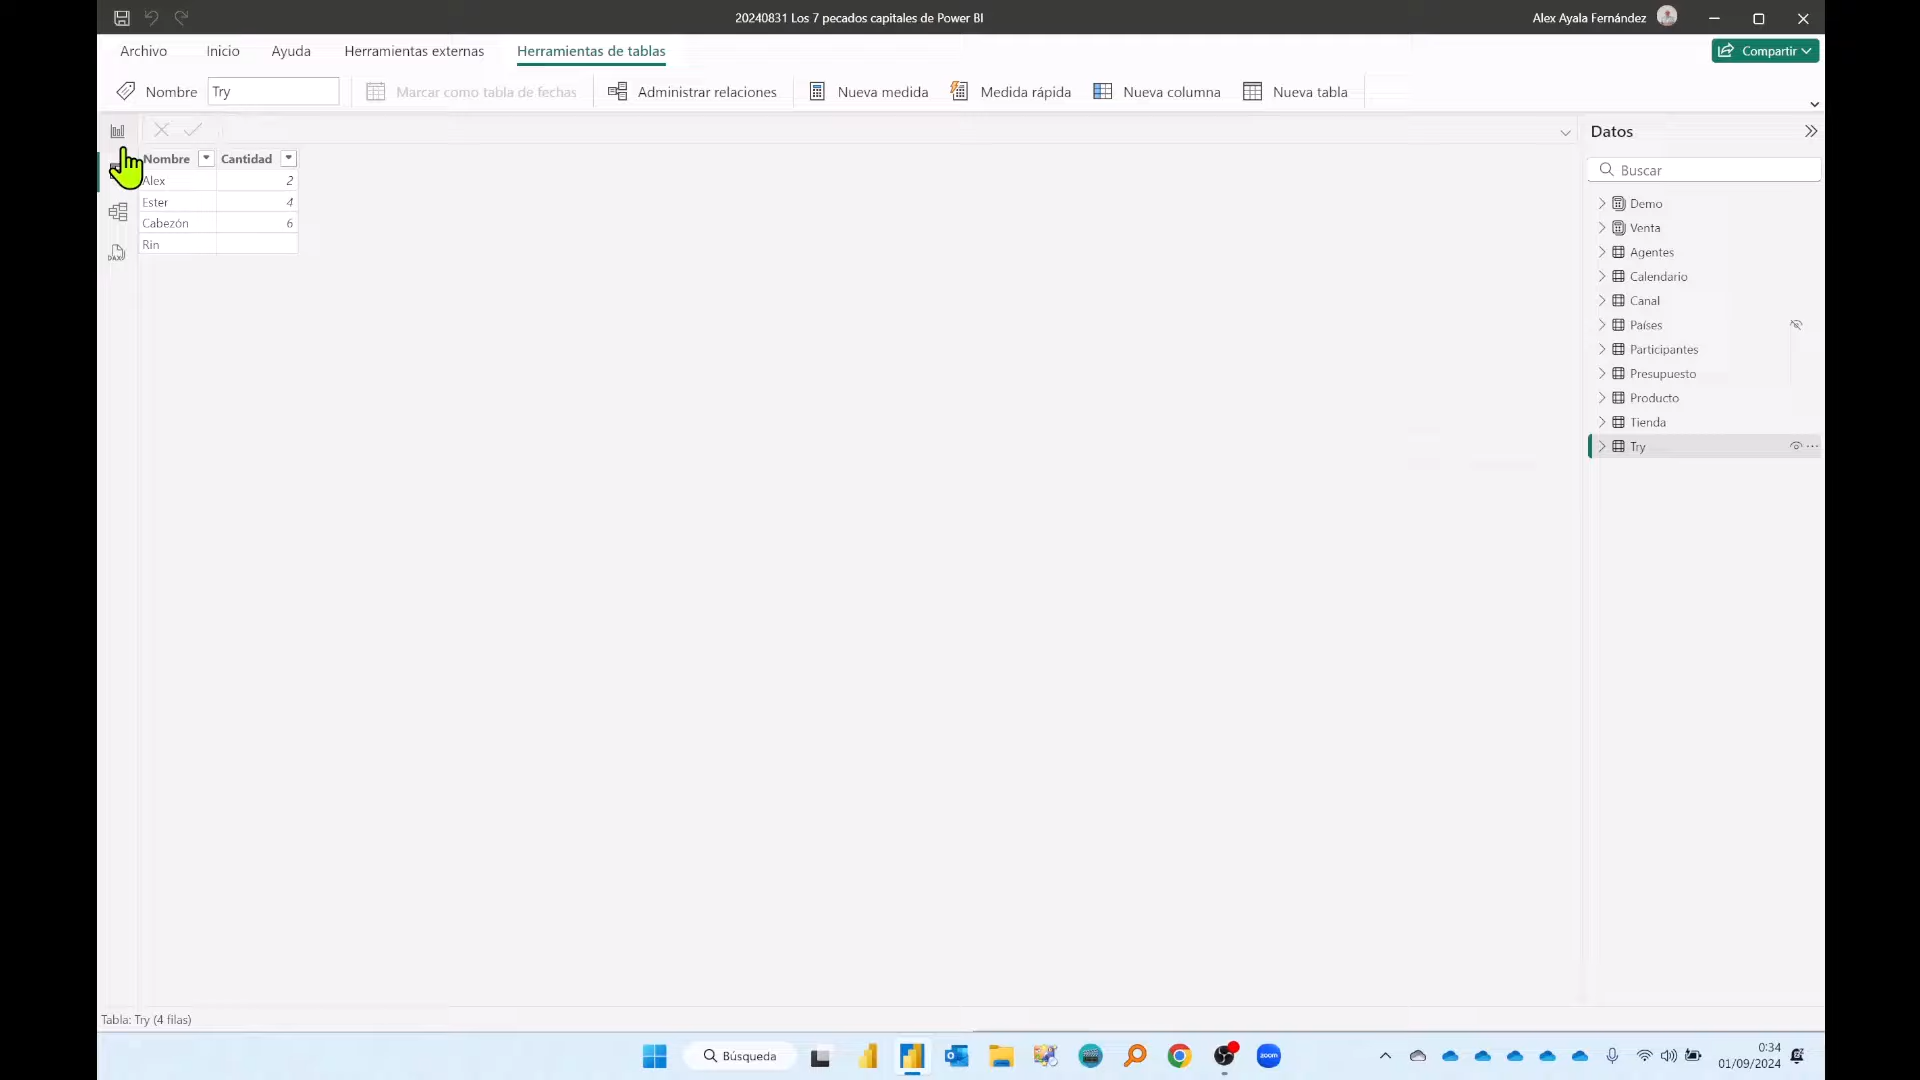 20240831 Los 7 pecados capitales de Power BI
Alex Ayala Fernández
Archivo
Inicio
Ayuda
Herramientas externas
Herramientas de tablas
Compartir
Nombre
Try
Marcar como tabla de fechas
Administrar relaciones
Nueva medida
Medida rápida
Nueva columna
Nueva tabla
Nombre
Cantidad
Alex
2
Ester
4
Cabezón
6
Rin
DAX
Datos
Buscar
Demo
Venta
Agentes
Calendario
Canal
Países
Participantes
Presupuesto
Producto
Tienda
Try
Tabla: Try (4 filas)
Búsqueda
zoom
0:34
01/09/2024